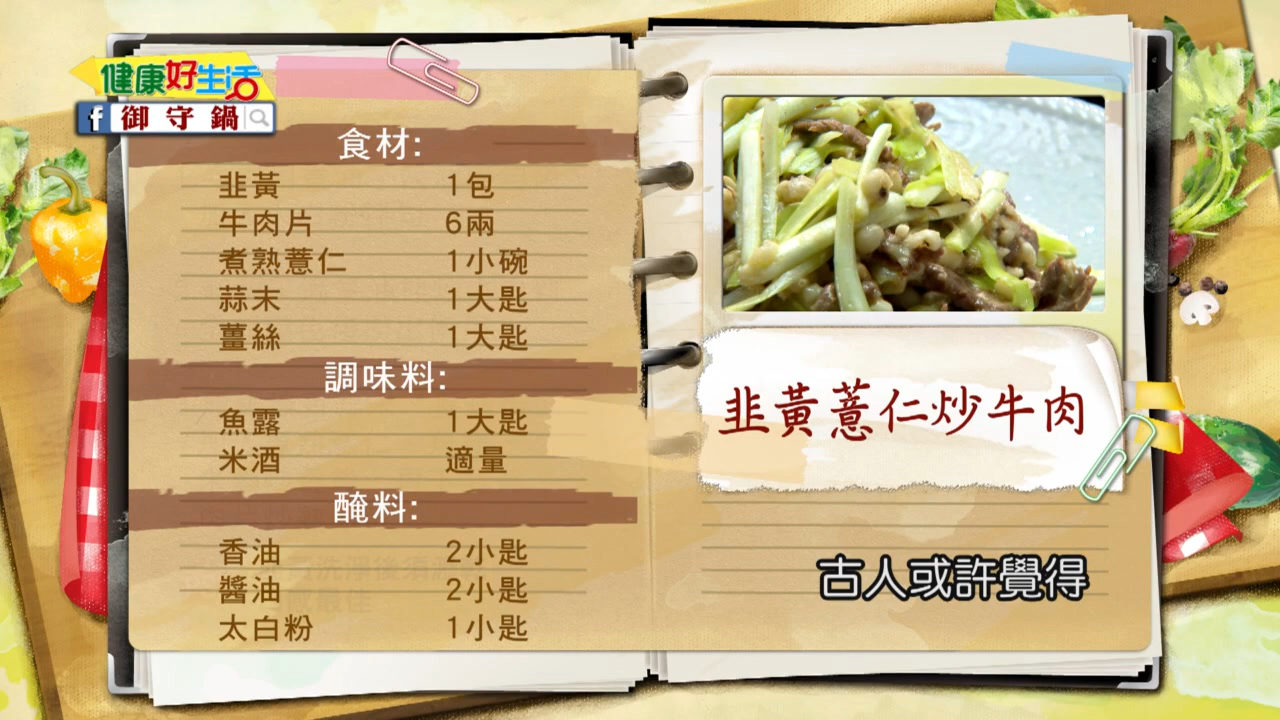 健康好生活
f 御守鍋
食材:
韭黃 1包
牛肉片 6兩
煮熟薏仁 1小碗
蒜末 1大匙
薑絲 1大匙
調味料:
魚露 1大匙
米酒 適量
醃料:
香油 2小匙
醬油 2小匙
太白粉 1小匙
韭黃薏仁炒牛肉
古人或許覺得